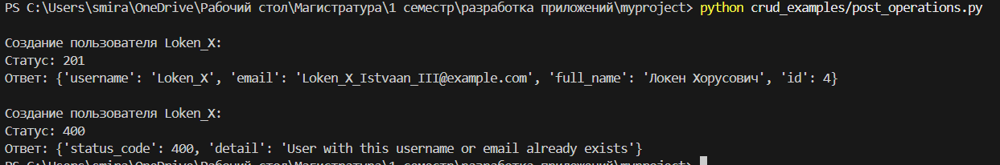 PS C:\Users\smira\OneDrive\Рабочий стол\Магистратура\1 семестр\разработка приложений\myproject> python crud_examples/post_operations.py
Создание пользователя Loken_X:
Статус: 201
Ответ: {'username': 'Loken_X', 'email': 'Loken_X_Istvaan_III@example.com', 'full_name': 'Локен Хорусович', 'id': 4}
Создание пользователя Loken_X:
Статус: 400
Ответ: {'status_code': 400, 'detail': 'User with this username or email already exists'}
PS C:\Users\smira\OneDrive\Рабочий стол\Магистратура\1 семестр\разработка приложений\myproject>